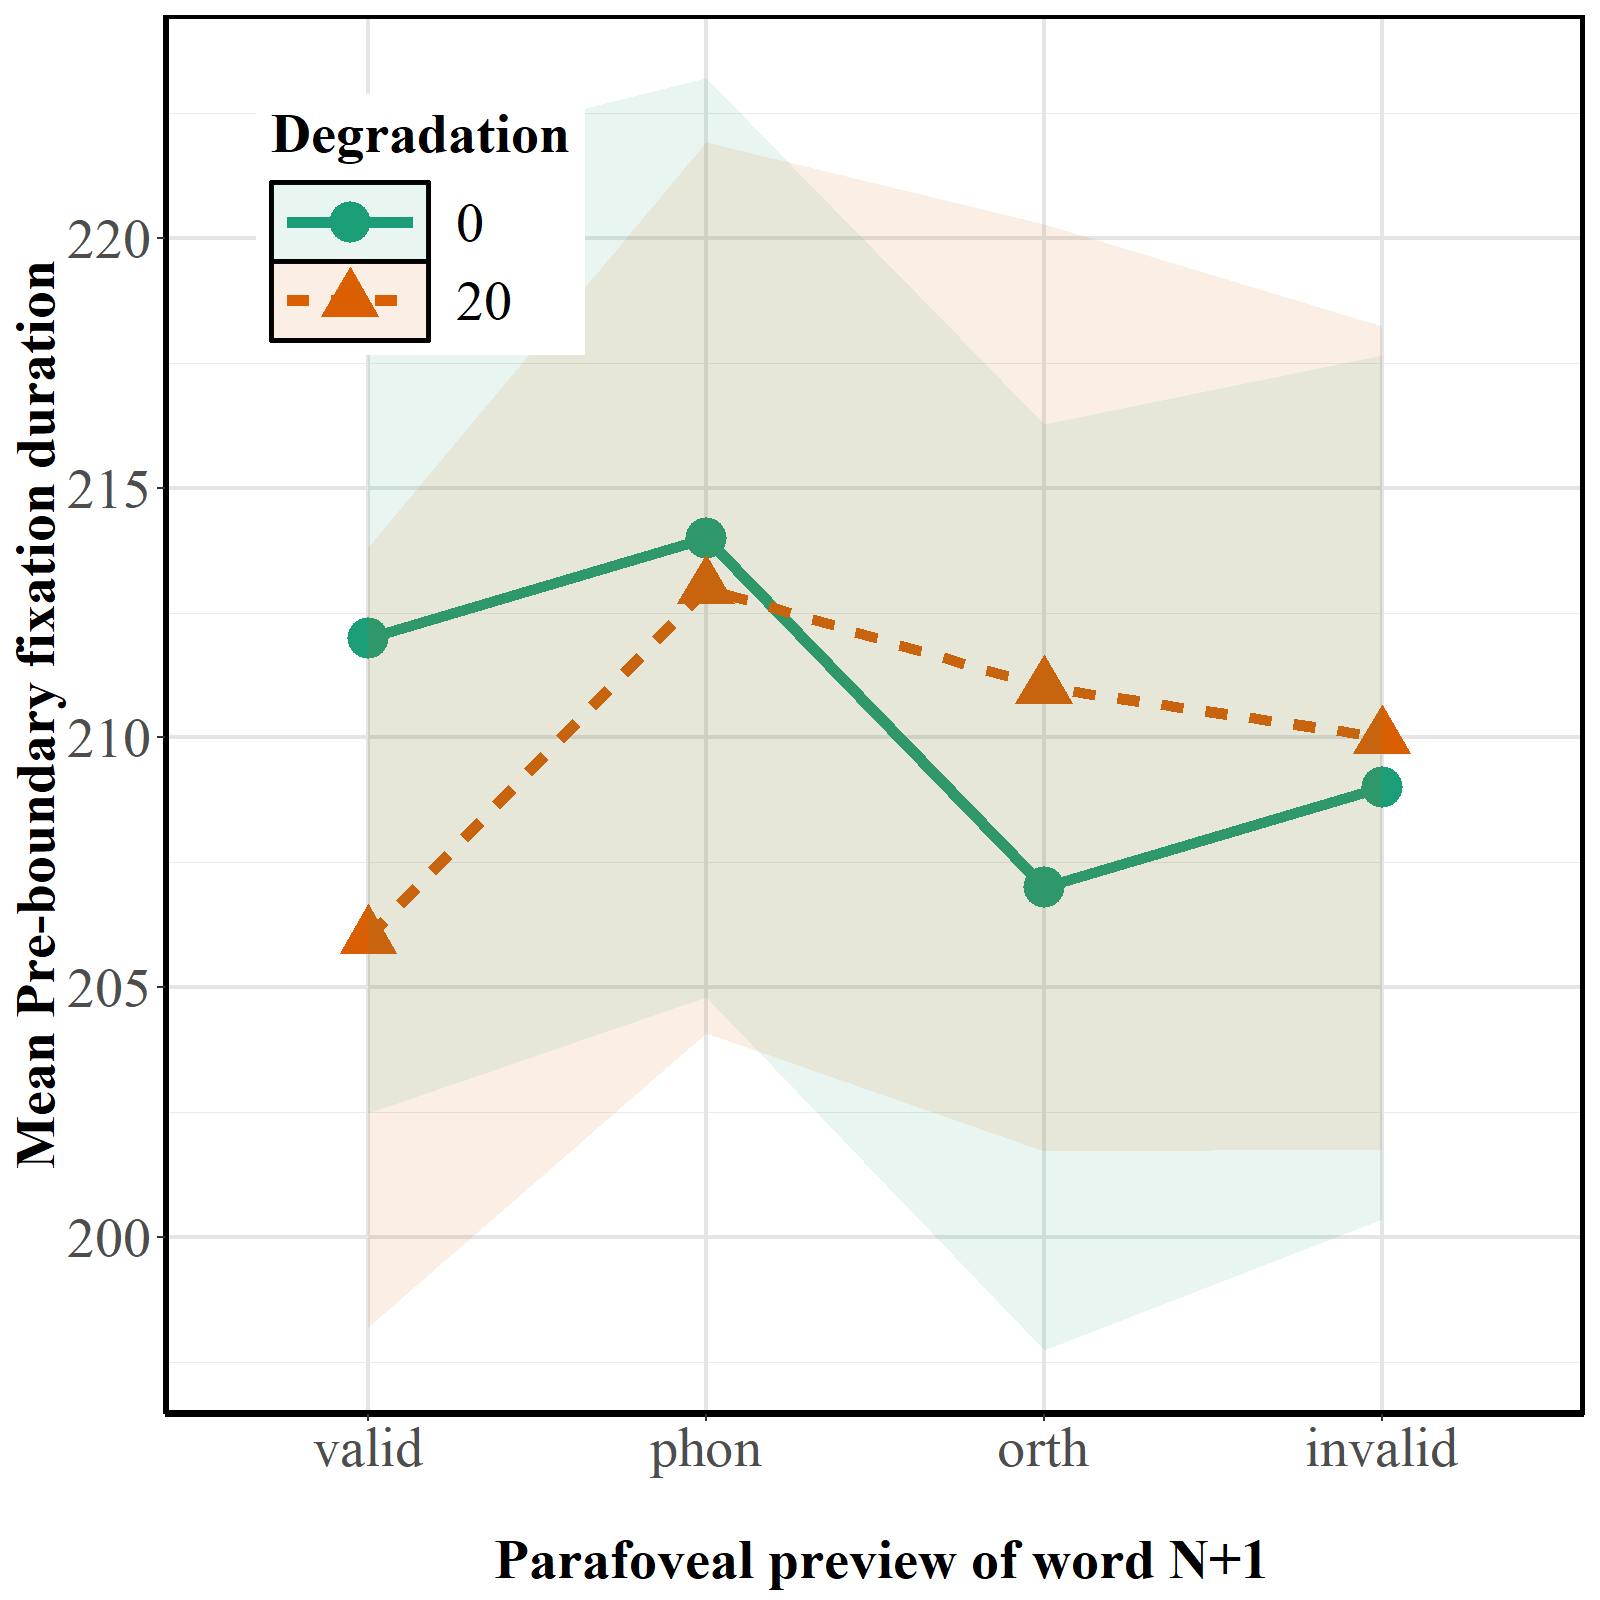 Degradation
0
20
220
215
210
205
200
Mean Pre-boundary fixation duration
valid phon orth invalid
Parafoveal preview of word N+1